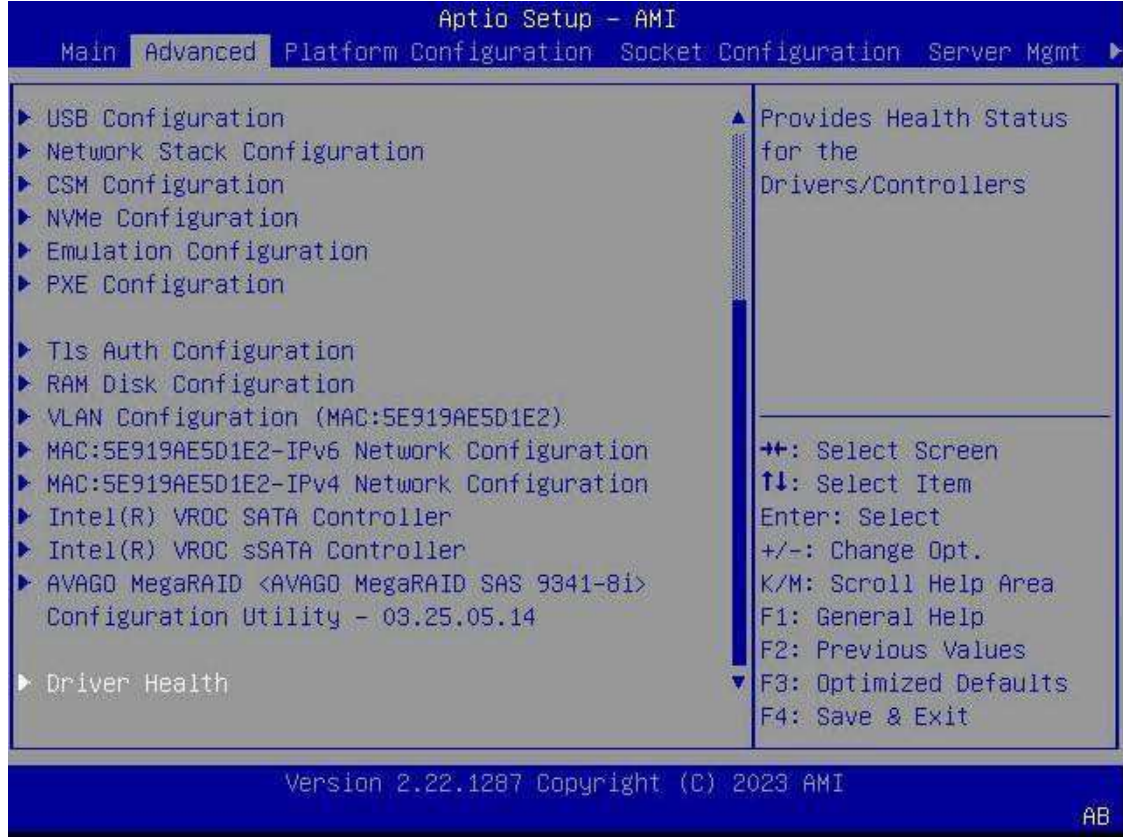 Aptio Setup – AMI
Main Advanced Platform Configuration Socket Configuration Server Mgmt ▶
▶ USB Configuration
▶ Network Stack Configuration
▶ CSM Configuration
▶ NVMe Configuration
▶ Emulation Configuration
▶ PXE Configuration
▶ Tls Auth Configuration
▶ RAM Disk Configuration
▶ VLAN Configuration (MAC:5E919AE5D1E2)
▶ MAC:5E919AE5D1E2-IPv6 Network Configuration
▶ MAC:5E919AE5D1E2-IPv4 Network Configuration
▶ Intel(R) VROC SATA Controller
▶ Intel(R) VROC sSATA Controller
▶ AVAGO MegaRAID <AVAGO MegaRAID SAS 9341-8i>
Configuration Utility – 03.25.05.14
▶ Driver Health
Provides Health Status
for the
Drivers/Controllers
→←: Select Screen
↑↓: Select Item
Enter: Select
+/-: Change Opt.
K/M: Scroll Help Area
F1: General Help
F2: Previous Values
F3: Optimized Defaults
F4: Save & Exit
Version 2.22.1287 Copyright (C) 2023 AMI
AB